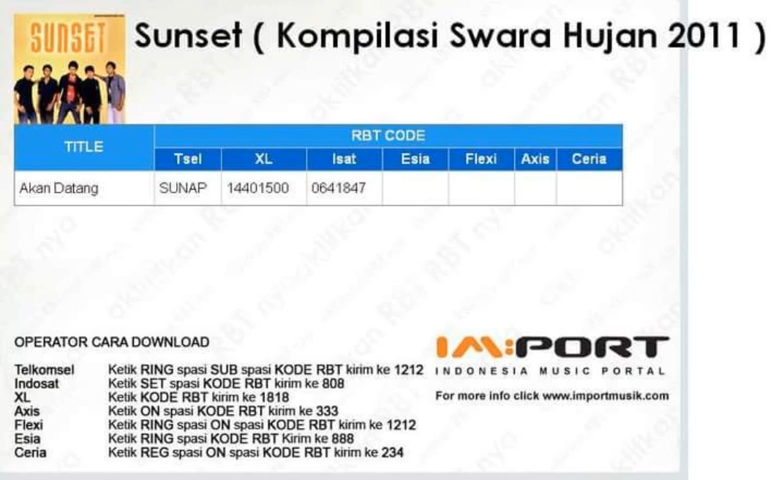 SUNSET
Sunset ( Kompilasi Swara Hujan 2011 )
TITLE
RBT CODE
Tsel XL Isat Esia Flexi Axis Ceria
Akan Datang SUNAP 14401500 0641847
OPERATOR CARA DOWNLOAD
Telkomsel Ketik RING spasi SUB spasi KODE RBT kirim ke 1212
Indosat Ketik SET spasi KODE RBT kirim ke 808
XL Ketik KODE RBT kirim ke 1818
Axis Ketik ON spasi KODE RBT kirim ke 333
Flexi Ketik RING spasi ON spasi KODE RBT kirim ke 1212
Esia Ketik RING spasi KODE RBT Kirim ke 888
Ceria Ketik REG spasi ON spasi KODE RBT kirim ke 234
IM:PORT
INDONESIA MUSIC PORTAL
For more info click www.importmusik.com